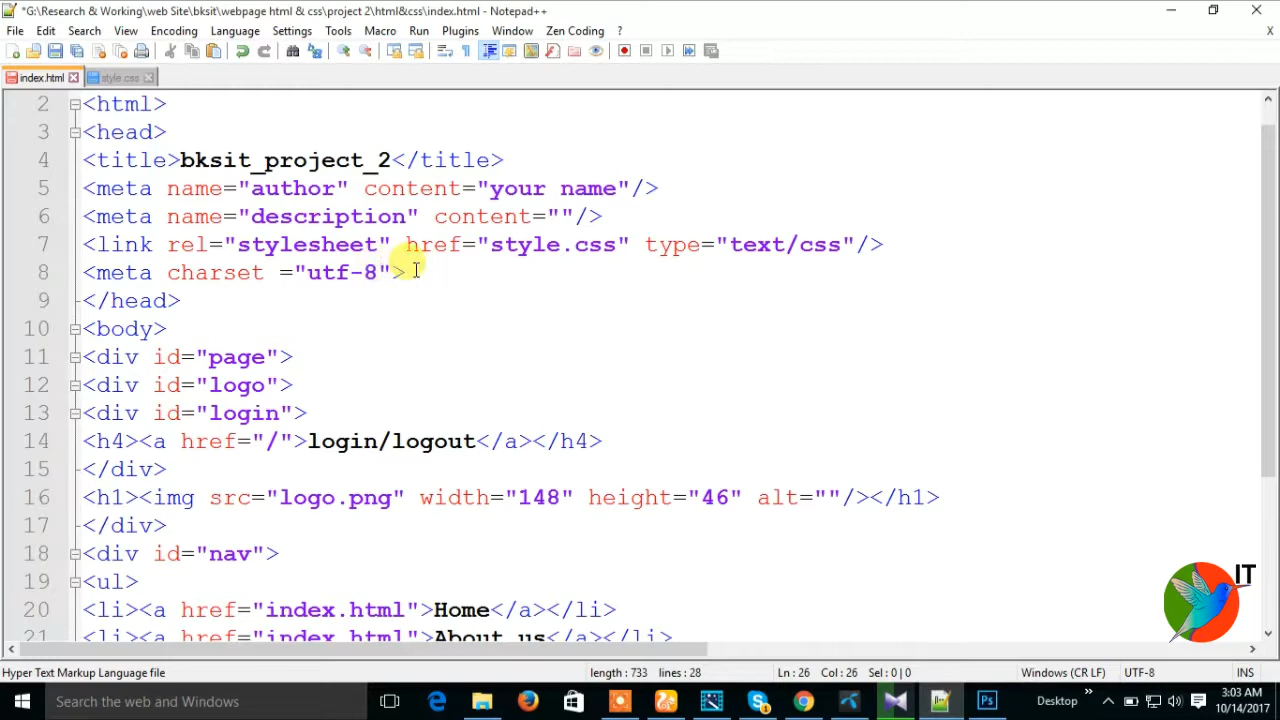 *G:\Research & Working\web Site\bksit\webpage html & css\project 2\html&css\index.html - Notepad++
File Edit Search View Encoding Language Settings Tools Macro Run Plugins Window Zen Coding ? X
index.html style.css
2 <html>
3 <head>
4 <title>bksit_project_2</title>
5 <meta name="author" content="your name"/>
6 <meta name="description" content=""/>
7 <link rel="stylesheet" href="style.css" type="text/css"/>
8 <meta charset ="utf-8">
9 </head>
10 <body>
11 <div id="page">
12 <div id="logo">
13 <div id="login">
14 <h4><a href="/">login/logout</a></h4>
15 </div>
16 <h1><img src="logo.png" width="148" height="46" alt=""/></h1>
17 </div>
18 <div id="nav">
19 <ul>
20 <li><a href="index.html">Home</a></li>
21 <li><a href="index.html">About us</a></li>
IT
Hyper Text Markup Language file length : 733 lines : 28 Ln : 26 Col : 26 Sel : 0 | 0 Windows (CR LF) UTF-8 INS
Search the web and Windows Desktop 3:03 AM
10/14/2017